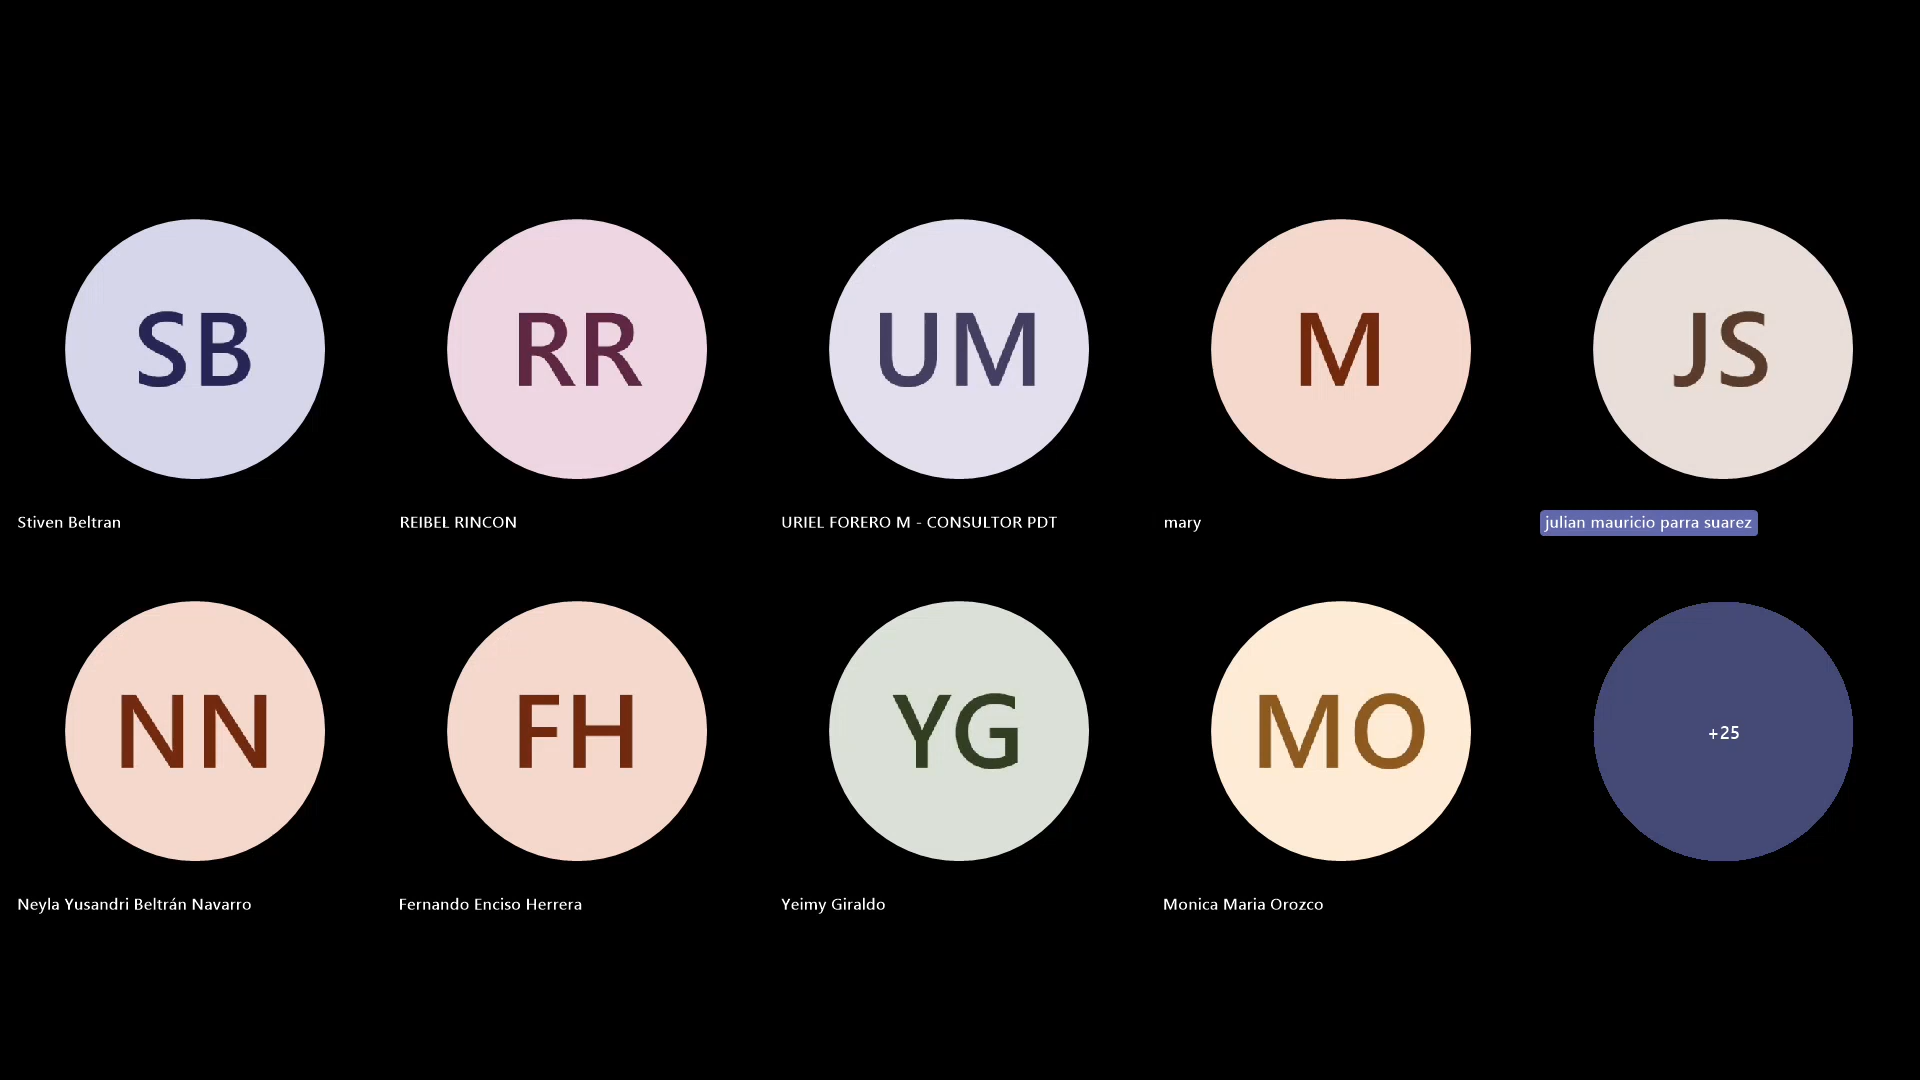 SB
RR
UM
M
JS
Stiven Beltran
REIBEL RINCON
URIEL FORERO M - CONSULTOR PDT
mary
julian mauricio parra suarez
NN
FH
YG
MO
+25
Neyla Yusandri Beltrán Navarro
Fernando Enciso Herrera
Yeimy Giraldo
Monica Maria Orozco